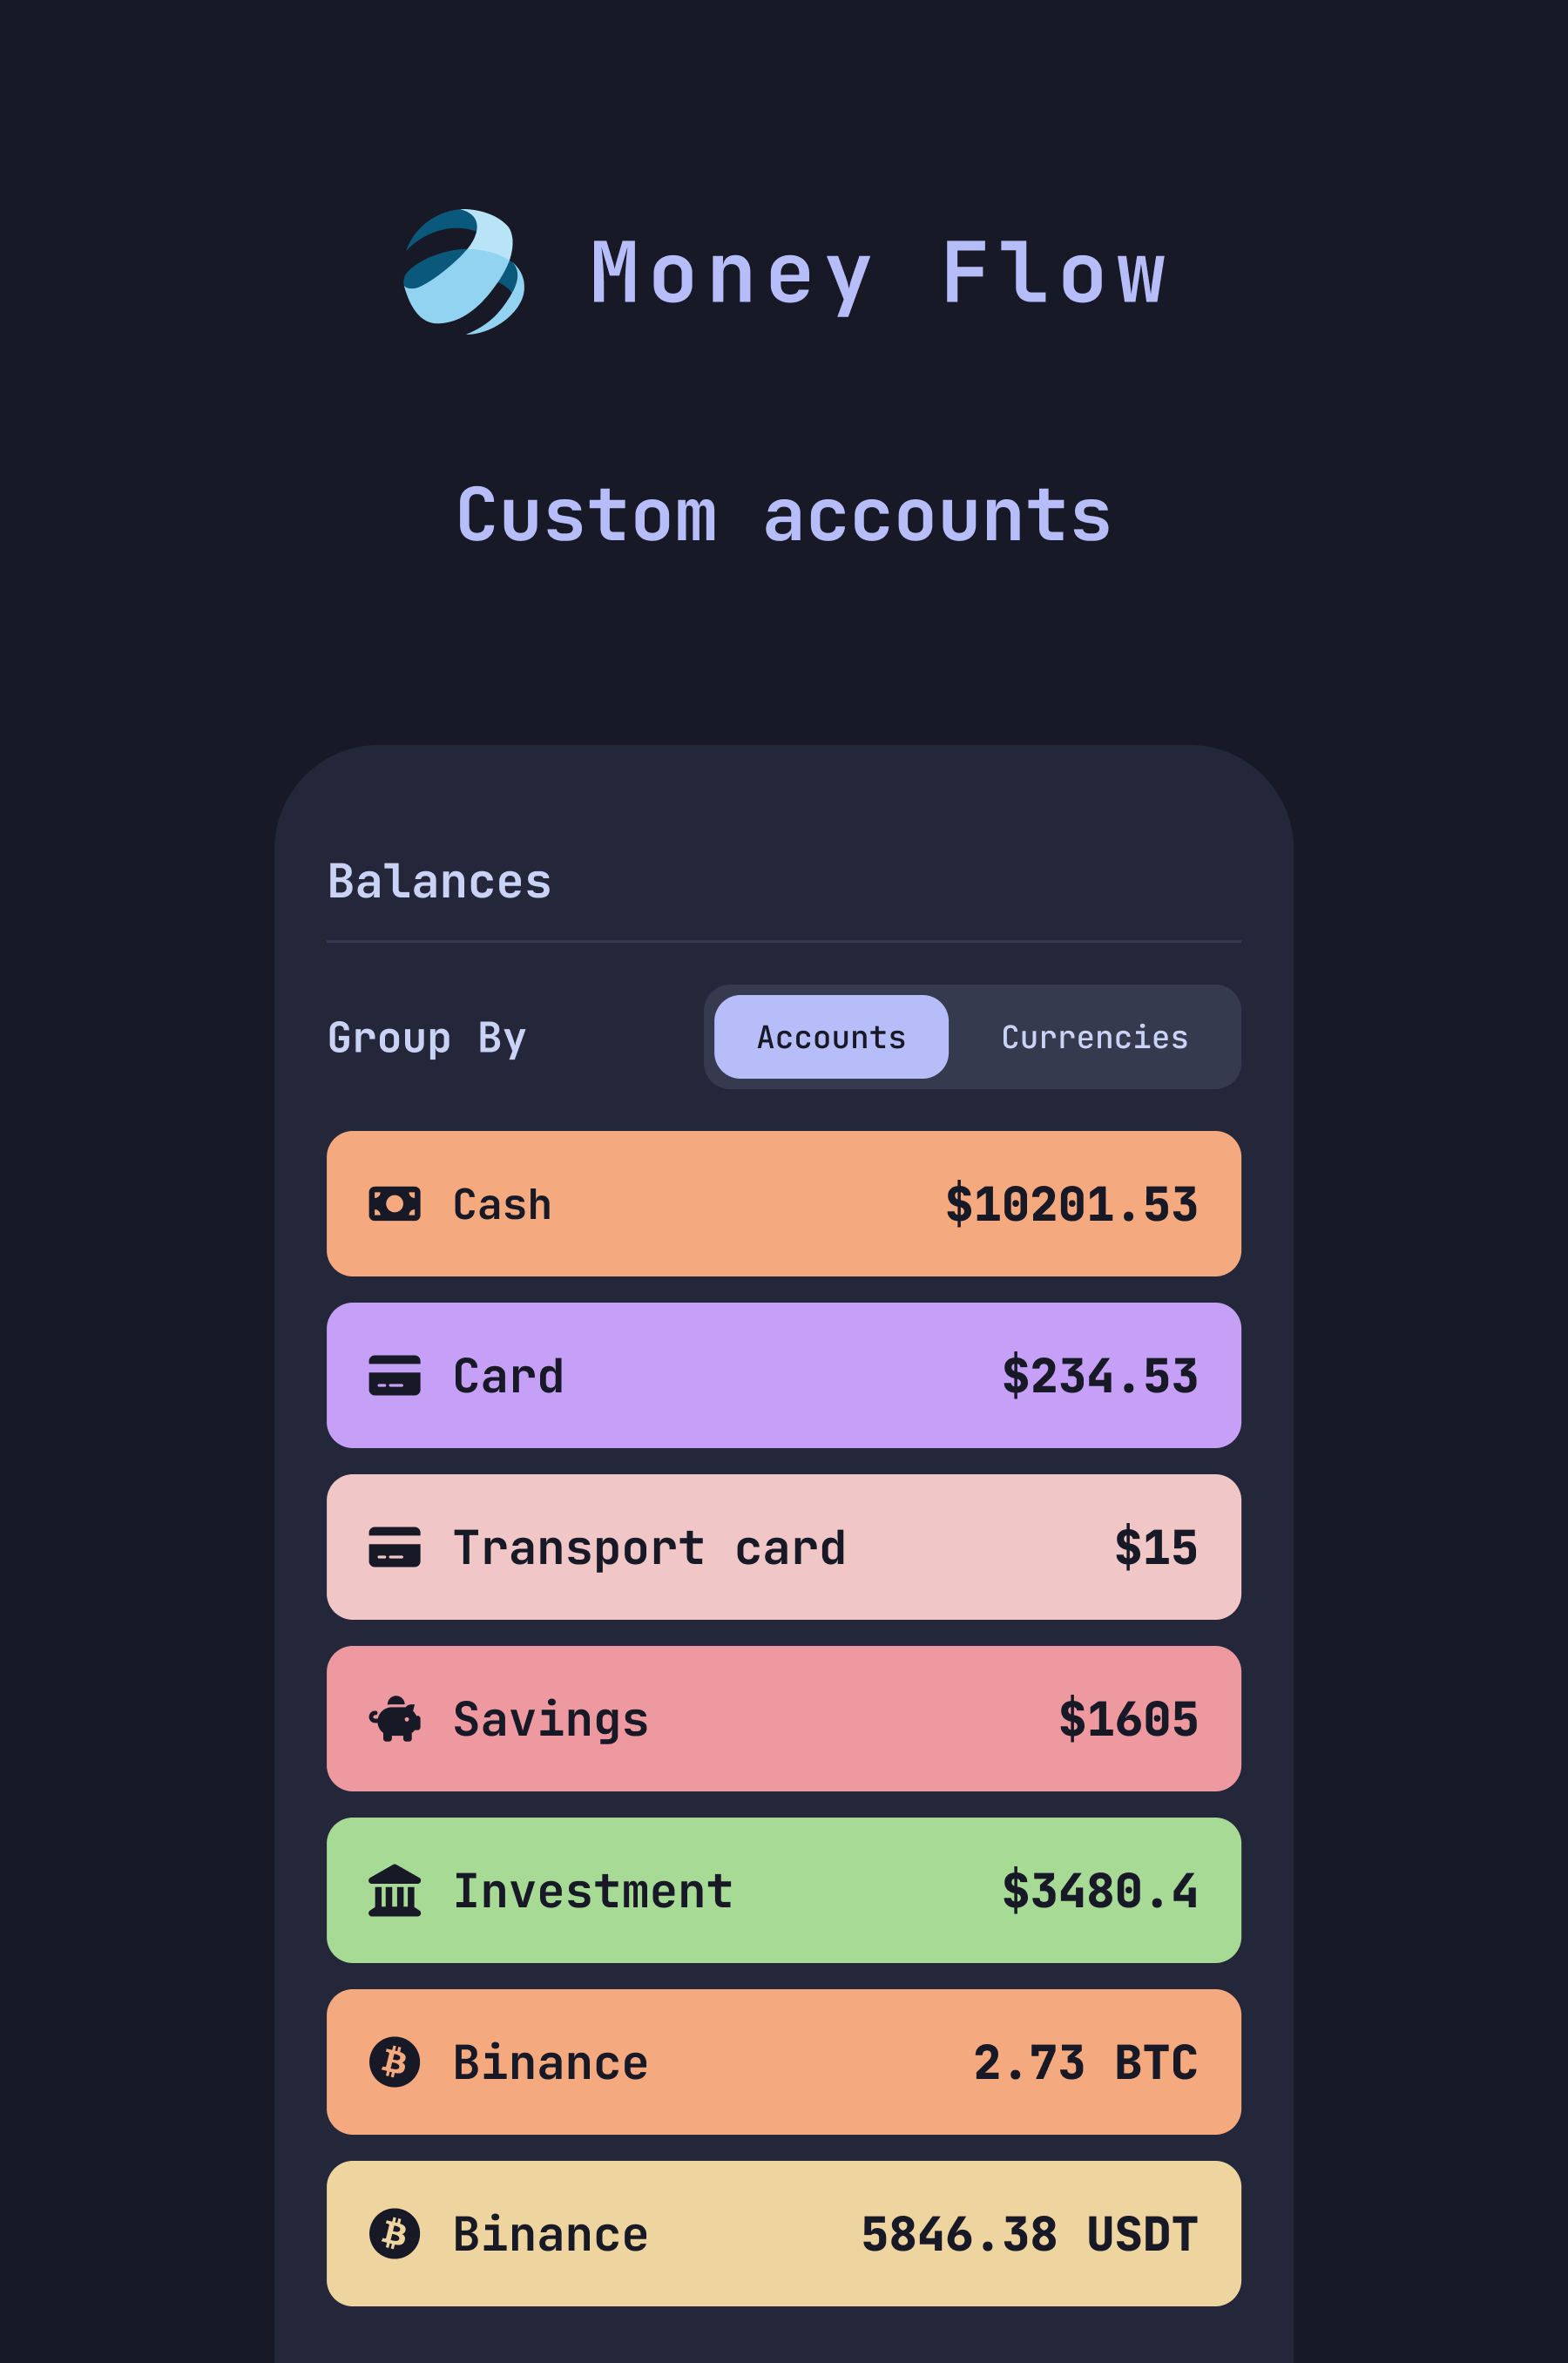 Money Flow
Custom accounts
Balances
Group By Accounts Currencies
Cash $10201.53
Card $234.53
Transport card $15
Savings $1605
Investment $3480.4
Binance 2.73 BTC
Binance 5846.38 USDT